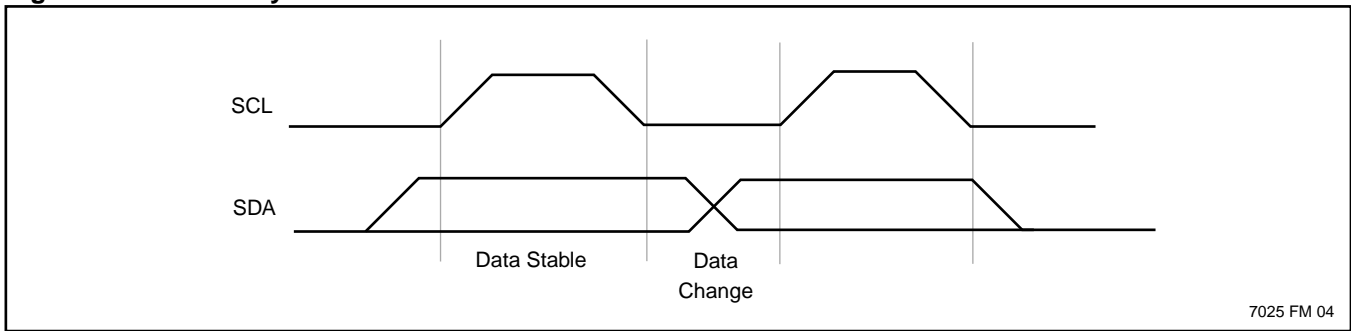 SCL
SDA
Data Stable
Data
Change
7025 FM 04